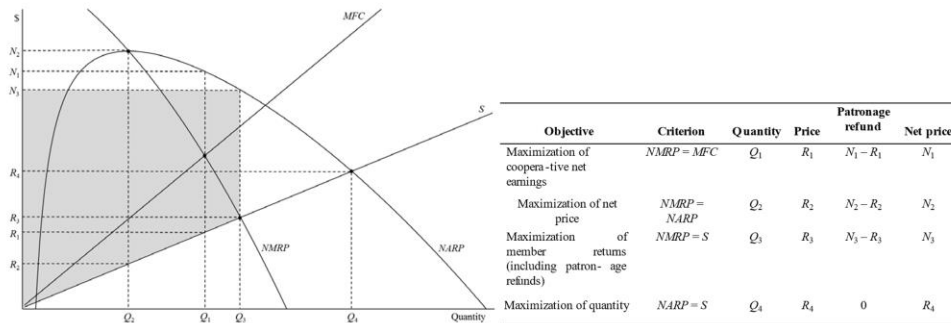 $
MFC
N₂
N₁
N₃
S
R₄
R₃
R₁
R₂
NMRP
NARP
Q₂
Q₁
Q₃
Q₄
Quantity
Objective Criterion Quantity Price Patronage refund Net price
Maximization of NMRP = MFC Q₁ R₁ N₁ – R₁ N₁
coopera-tive net
earnings
Maximization of net NMRP = Q₂ R₂ N₂ – R₂ N₂
price NARP
Maximization of NMRP = S Q₃ R₃ N₃ – R₃ N₃
member returns
(including patron- age
refunds)
Maximization of quantity NARP = S Q₄ R₄ 0 R₄